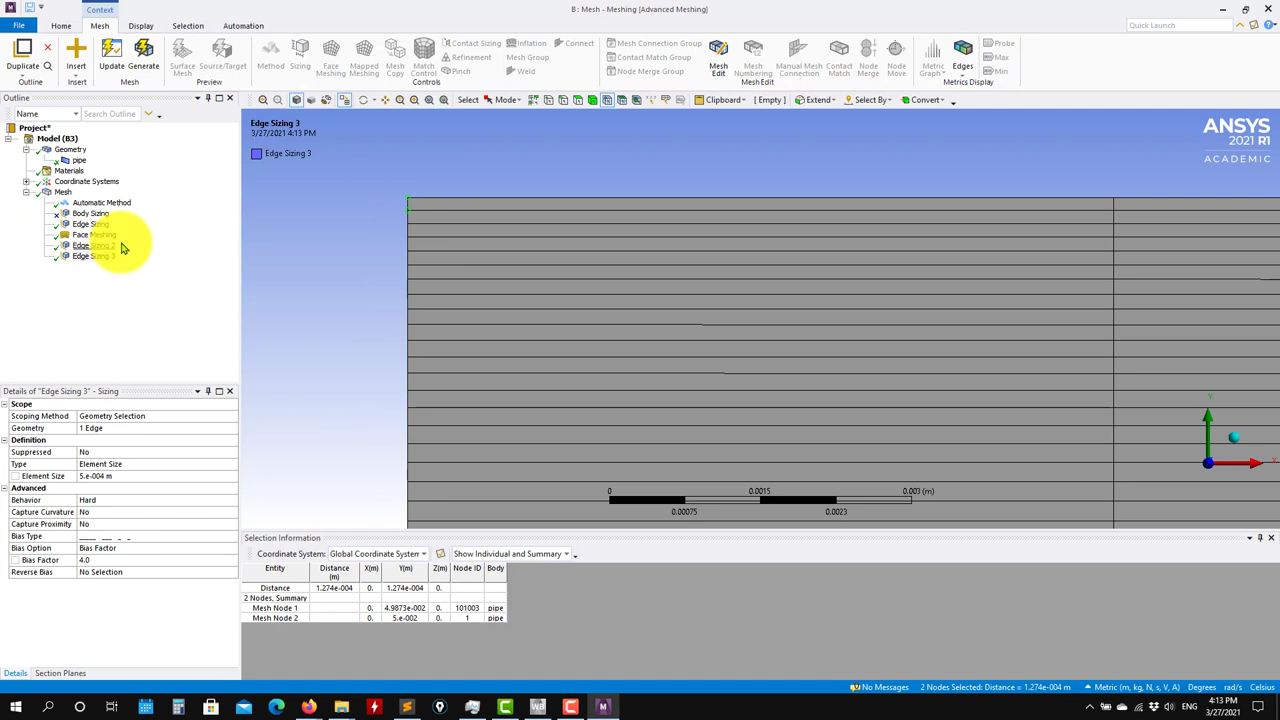 Context
B : Mesh - Meshing [Advanced Meshing]
File Home Mesh Display Selection Automation
Quick Launch
Duplicate
Outline
Insert
Insert
Update Generate
Mesh
Surface Mesh
Source/Target
Preview
Method Sizing Face Meshing Mapped Meshing Mesh Copy Match Control
Contact Sizing
Refinement
Pinch
Inflation
Mesh Group
Weld
Connect
Controls
Mesh Connection Group
Contact Match Group
Node Merge Group
Mesh Edit
Mesh Numbering
Manual Mesh Connection
Contact Match
Node Merge
Node Move
Mesh Edit
Mesh Graph
Edges
Probe
Max
Min
Metrics Display
Outline
Select Mode Clipboard [ Empty ] Extend Select By Convert
Name Search Outline
Project*
Model (B3)
Geometry
pipe
Materials
Coordinate Systems
Mesh
Automatic Method
Body Sizing
Edge Sizing
Face Meshing
Edge Sizing 2
Edge Sizing 3
Edge Sizing 3
3/27/2021 4:13 PM
Edge Sizing 3
ANSYS
2021 R1
ACADEMIC
Y
X
0 0.0015 0.003 (m)
0.00075 0.0023
Details of "Edge Sizing 3" - Sizing
Scope
Scoping Method Geometry Selection
Geometry 1 Edge
Definition
Suppressed No
Type Element Size
Element Size 5.e-004 m
Advanced
Behavior Hard
Capture Curvature No
Capture Proximity No
Bias Type
Bias Option Bias Factor
Bias Factor 4.0
Reverse Bias No Selection
Details Section Planes
Selection Information
Coordinate System: Global Coordinate System Show Individual and Summary
Entity Distance (m) X(m) Y(m) Z(m) Node ID Body
Distance 1.274e-004 0. 1.274e-004 0.
2 Nodes, Summary
Mesh Node 1 0. 4.9873e-002 0. 101003 pipe
Mesh Node 2 0. 5.e-002 0. 1 pipe
No Messages 2 Nodes Selected: Distance = 1.274e-004 m Metric (m, kg, N, s, V, A) Degrees rad/s Celsius
4:13 PM
3/27/2021